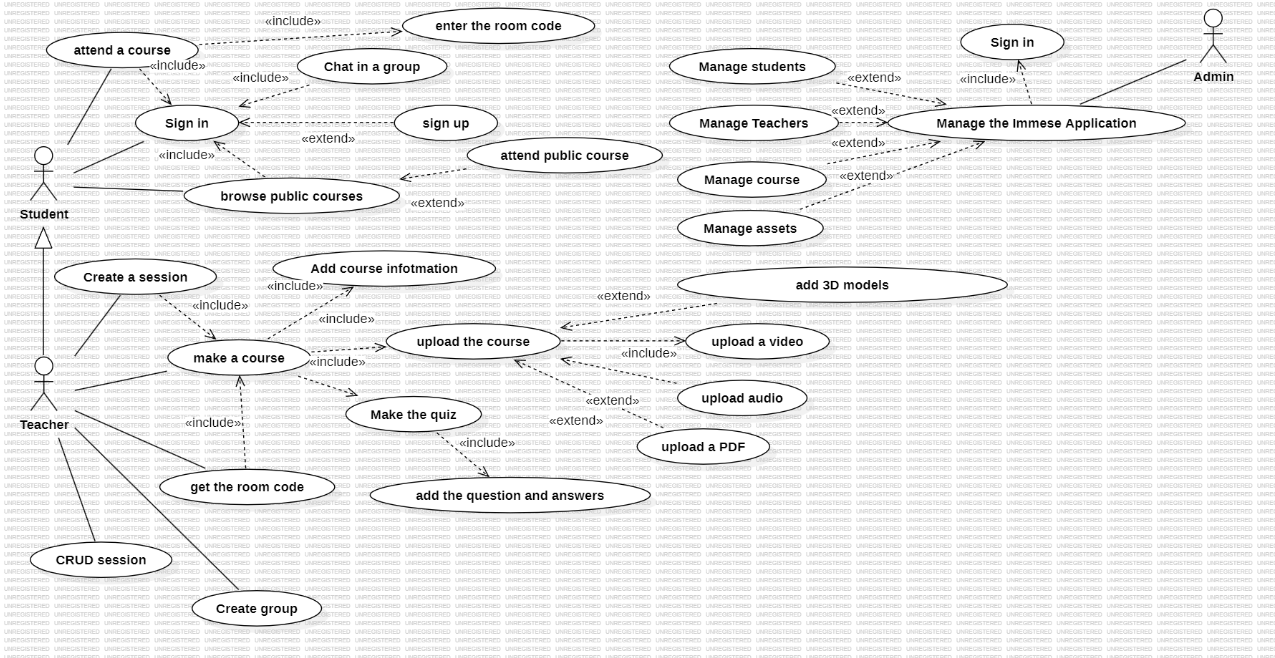 «include»
enter the room code
attend a course
«include»
«include»
Chat in a group
Sign in
«extend»
sign up
«include»
attend public course
browse public courses
«extend»
Student
Manage students
«extend»
Sign in
«include»
Admin
«extend»
Manage Teachers
Manage the Immese Application
«extend»
Manage course
«extend»
Manage assets
Create a session
Add course infotmation
«include»
«include»
«include»
make a course
«include»
upload the course
«extend»
add 3D models
upload a video
«include»
Make the quiz
upload audio
«extend»
«extend»
upload a PDF
Teacher
«include»
«include»
get the room code
add the question and answers
CRUD session
Create group
UNREGISTERED